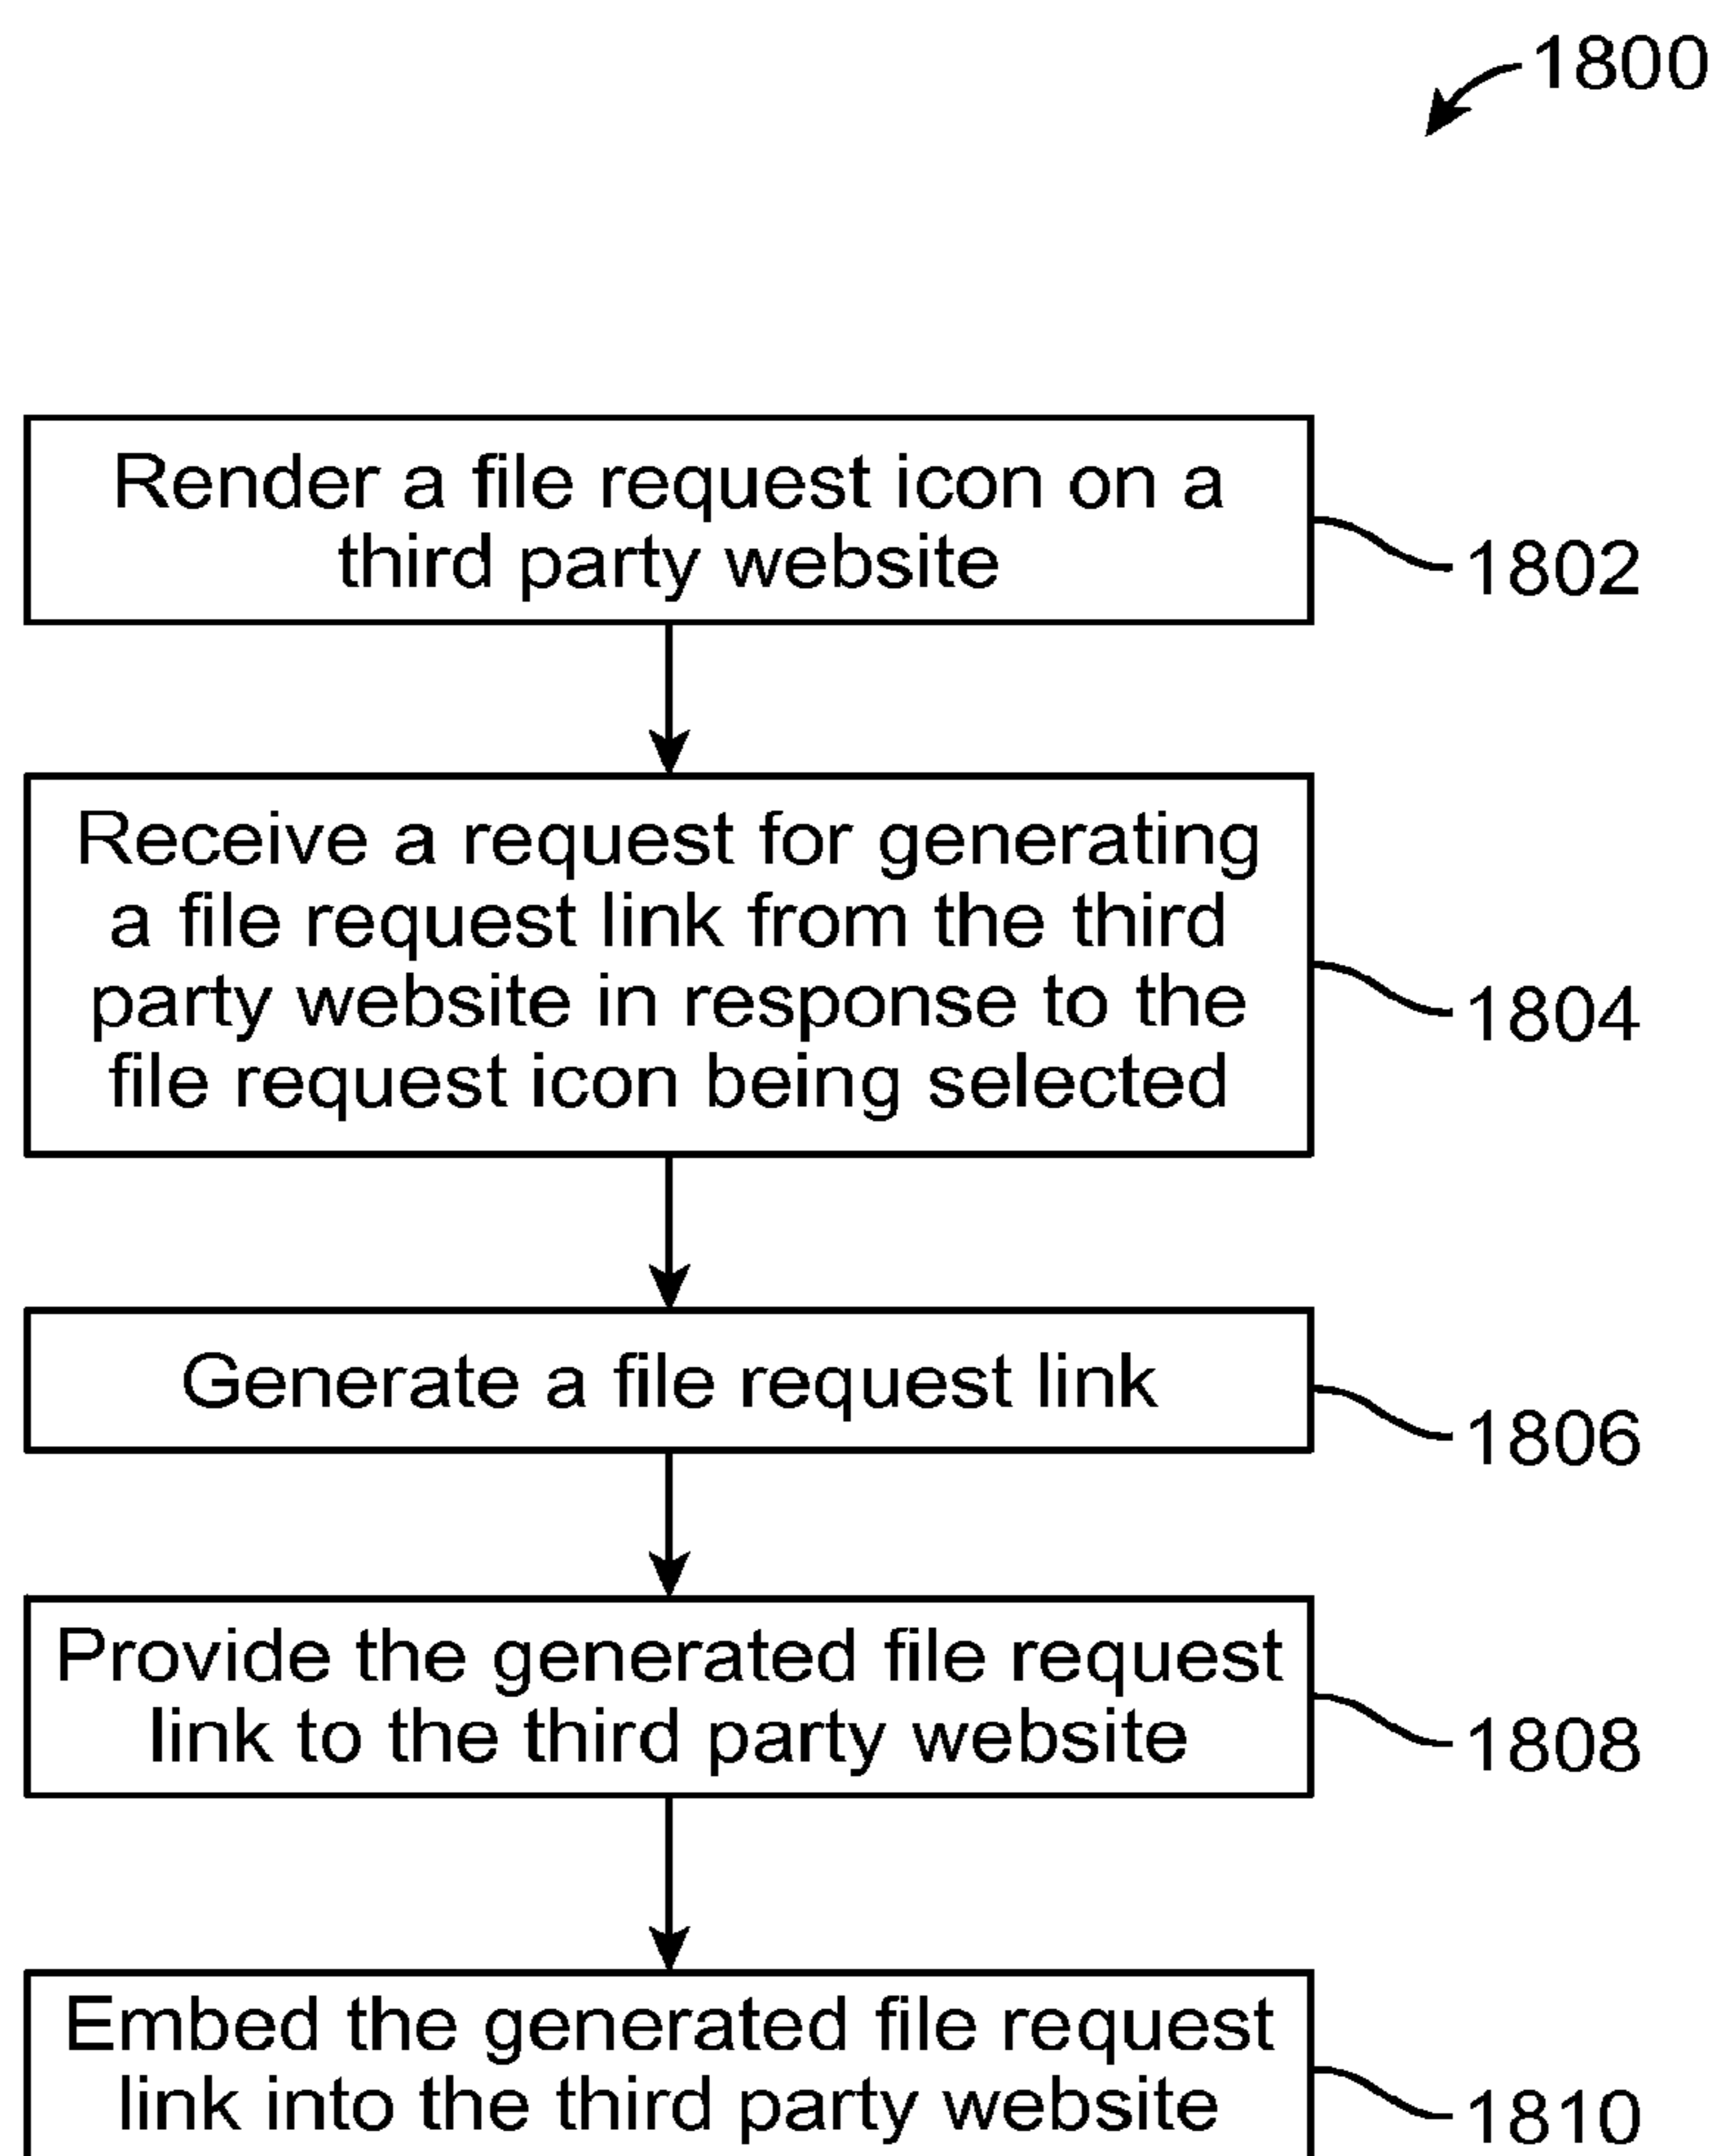 1800
Render a file request icon on a
third party website
1802
Receive a request for generating
a file request link from the third
party website in response to the
file request icon being selected
1804
Generate a file request link
1806
Provide the generated file request
link to the third party website
1808
Embed the generated file request
link into the third party website
1810